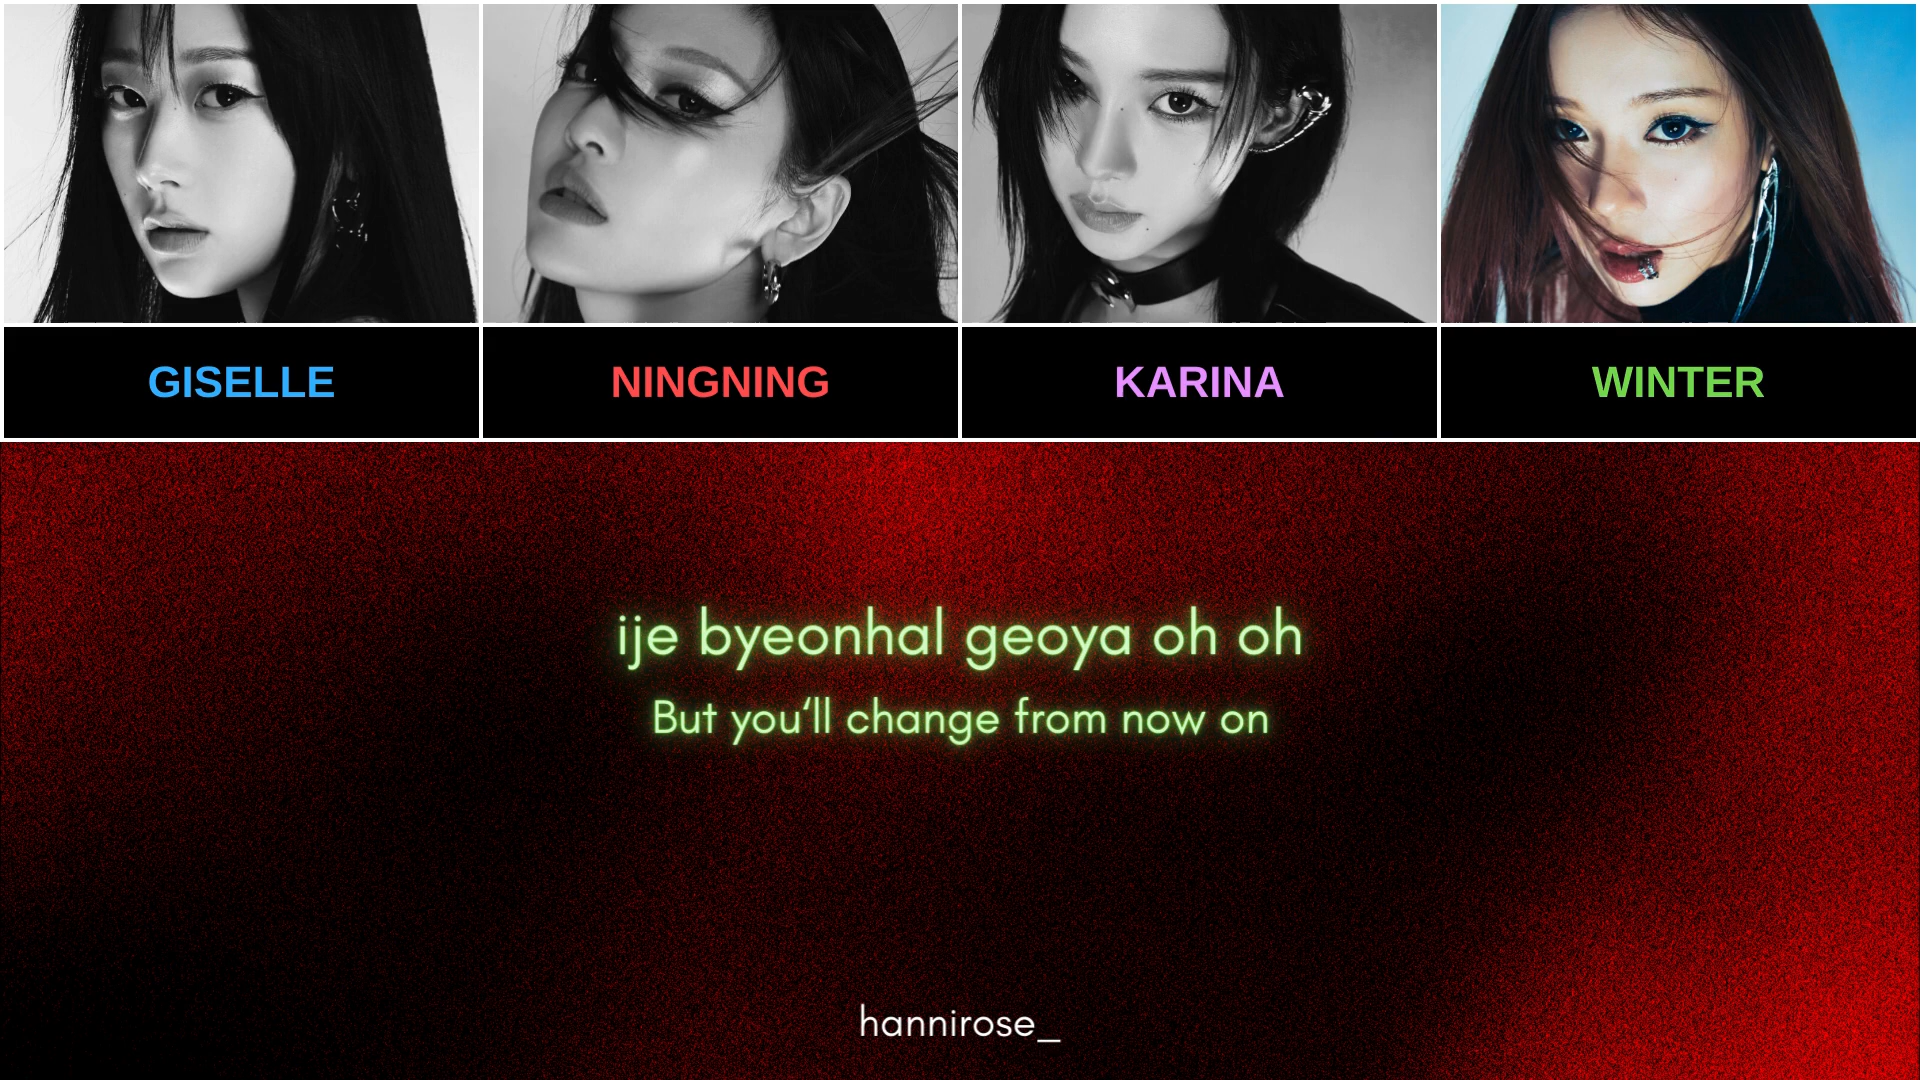 GISELLE
NINGNING
KARINA
WINTER
ije byeonhal geoya oh oh
But you‘ll change from now on
hannirose_